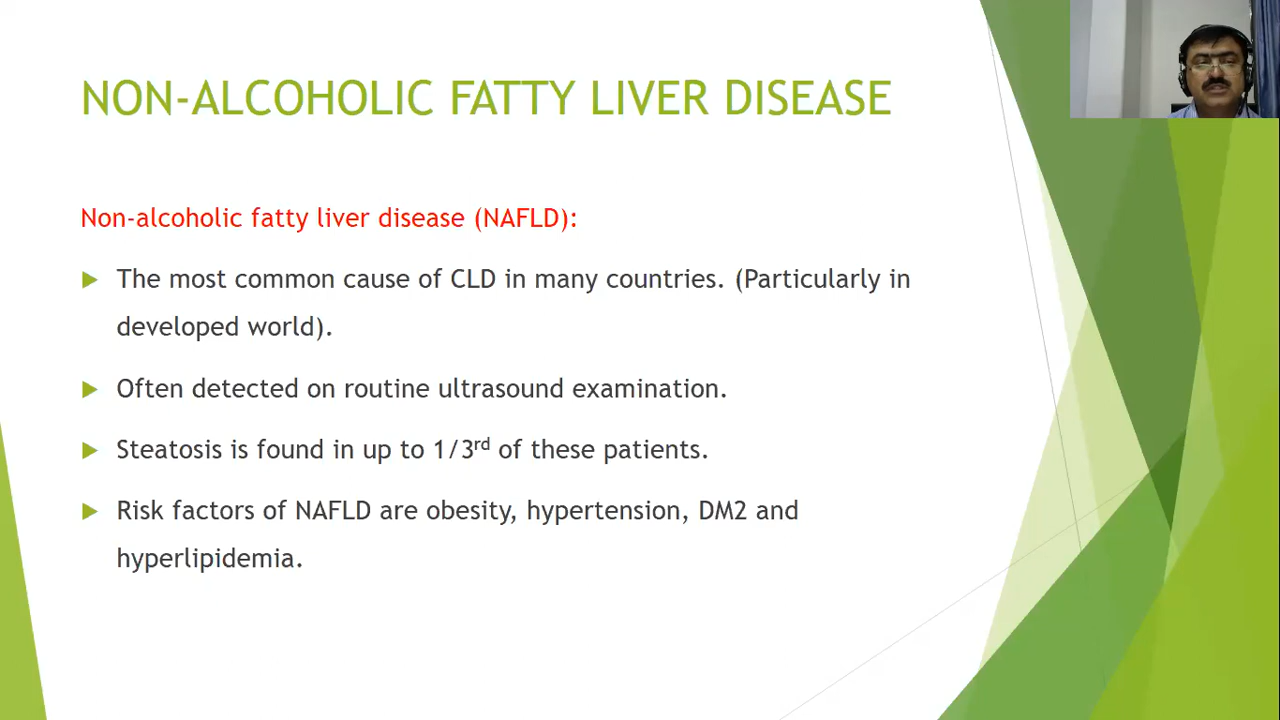 NON-ALCOHOLIC FATTY LIVER DISEASE
Non-alcoholic fatty liver disease (NAFLD):
The most common cause of CLD in many countries. (Particularly in
developed world).
Often detected on routine ultrasound examination.
Steatosis is found in up to 1/3rd of these patients.
Risk factors of NAFLD are obesity, hypertension, DM2 and
hyperlipidemia.